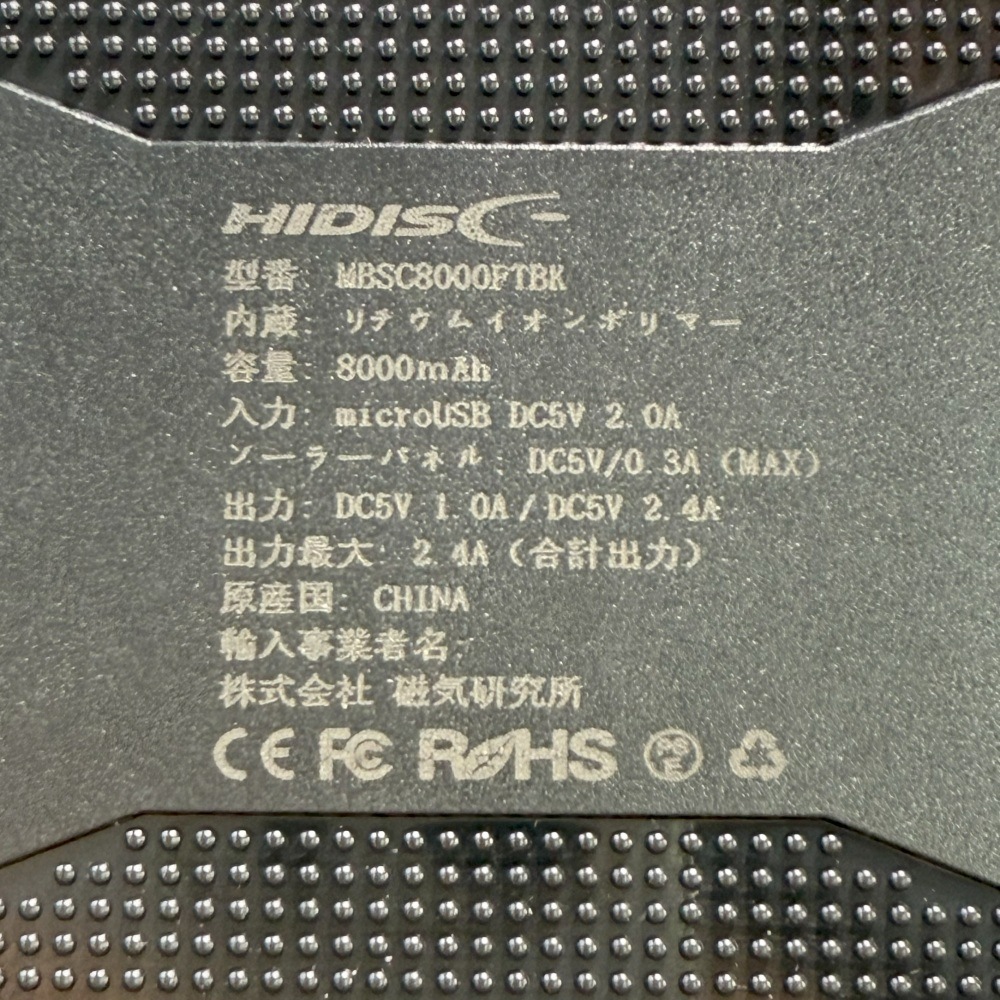 HIDISC
型番: MBSC8000PTBK
内蔵: リチウムイオンポリマー
容量: 8000mAh
入力: microUSB DC5V 2.0A
ソーラーパネル: DC5V/0.3A (MAX)
出力: DC5V 1.0A / DC5V 2.4A
出力最大: 2.4A (合計出力)
原産国: CHINA
輸入事業者名:
株式会社 磁気研究所
CE FC RoHS PSE